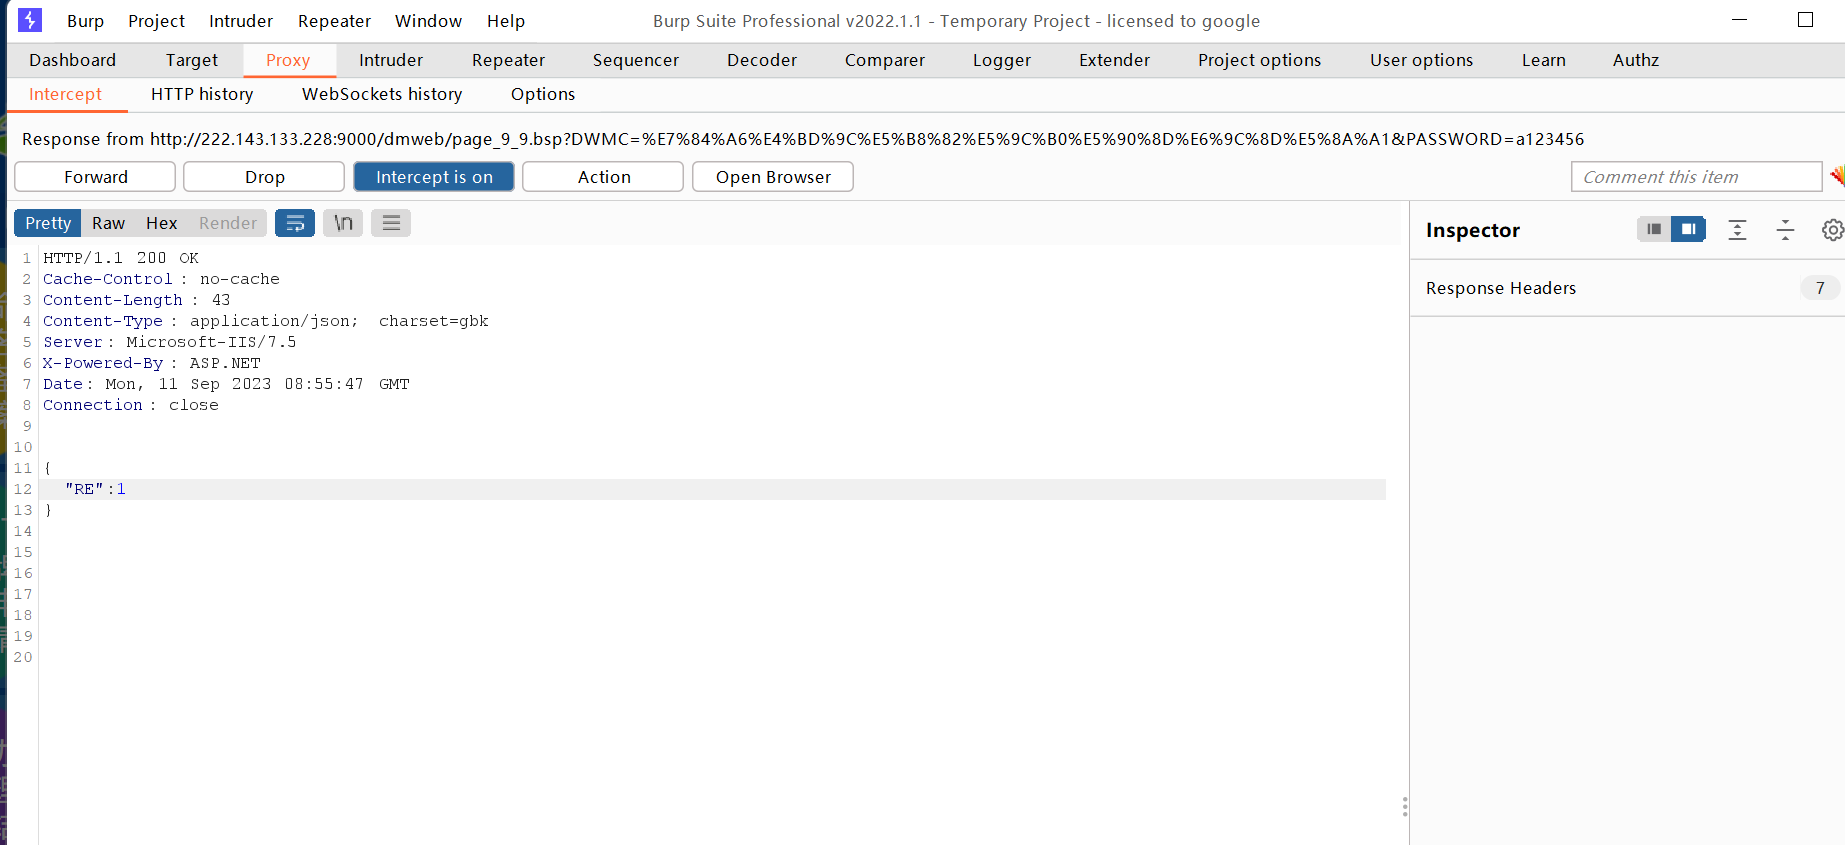 Burp Project Intruder Repeater Window Help Burp Suite Professional v2022.1.1 - Temporary Project - licensed to google
Dashboard Target Proxy Intruder Repeater Sequencer Decoder Comparer Logger Extender Project options User options Learn Authz
Intercept HTTP history WebSockets history Options
Response from http://222.143.133.228:9000/dmweb/page_9_9.bsp?DWMC=%E7%84%A6%E4%BD%9C%E5%B8%82%E5%9C%B0%E5%90%8D%E6%9C%8D%E5%8A%A1&PASSWORD=a123456
Forward Drop Intercept is on Action Open Browser Comment this item
Pretty Raw Hex Render \n Inspector
1 HTTP/1.1 200 OK
2 Cache-Control : no-cache
Response Headers 7
3 Content-Length : 43
4 Content-Type : application/json; charset=gbk
5 Server : Microsoft-IIS/7.5
6 X-Powered-By : ASP.NET
7 Date : Mon, 11 Sep 2023 08:55:47 GMT
8 Connection : close
9
10
11 {
12 "RE":1
13 }
14
15
16
17
18
19
20